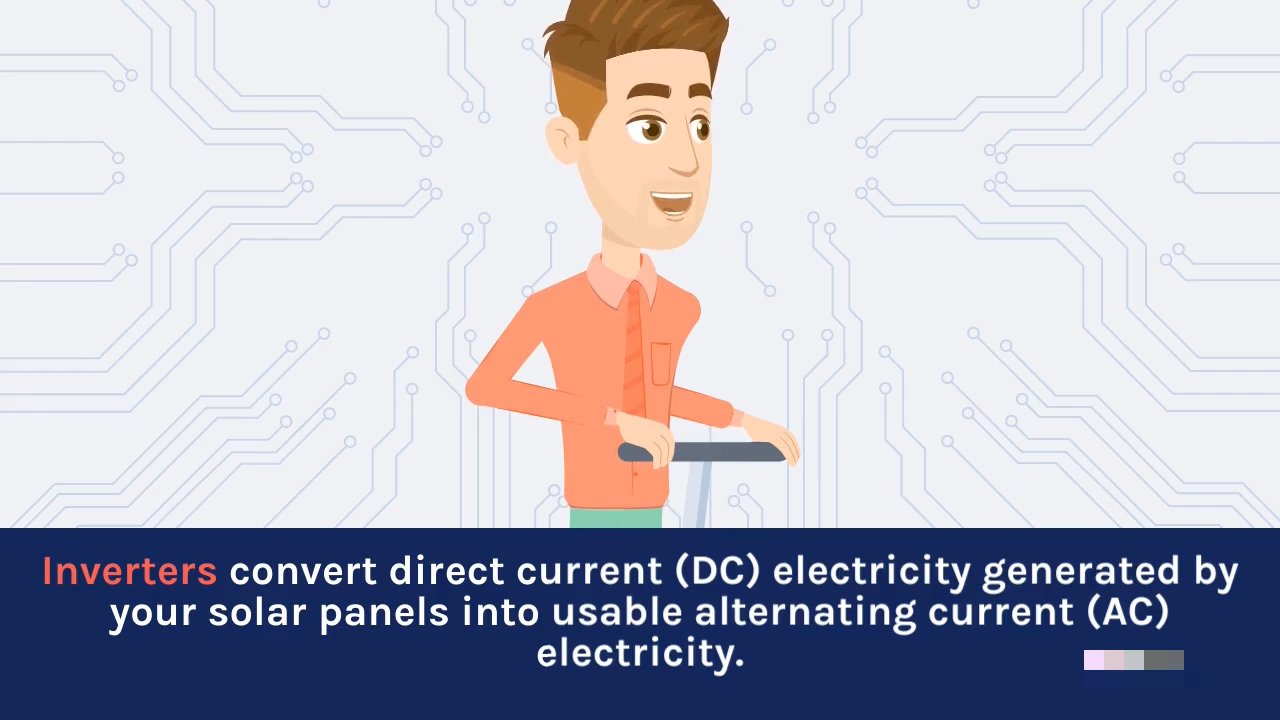 Inverters convert direct current (DC) electricity generated by
your solar panels into usable alternating current (AC)
electricity.